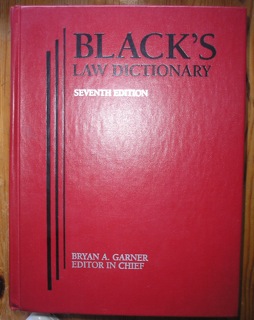 BLACK'S
LAW DICTIONARY
SEVENTH EDITION
BRYAN A. GARNER
EDITOR IN CHIEF